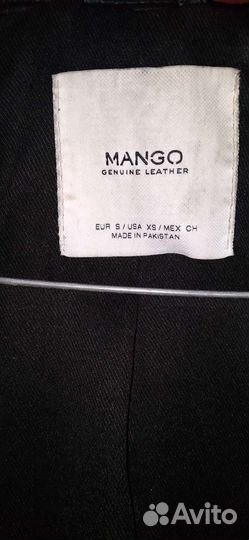 MANGO
GENUINE LEATHER
EUR S / USA XS / MEX CH
MADE IN PAKISTAN
Avito